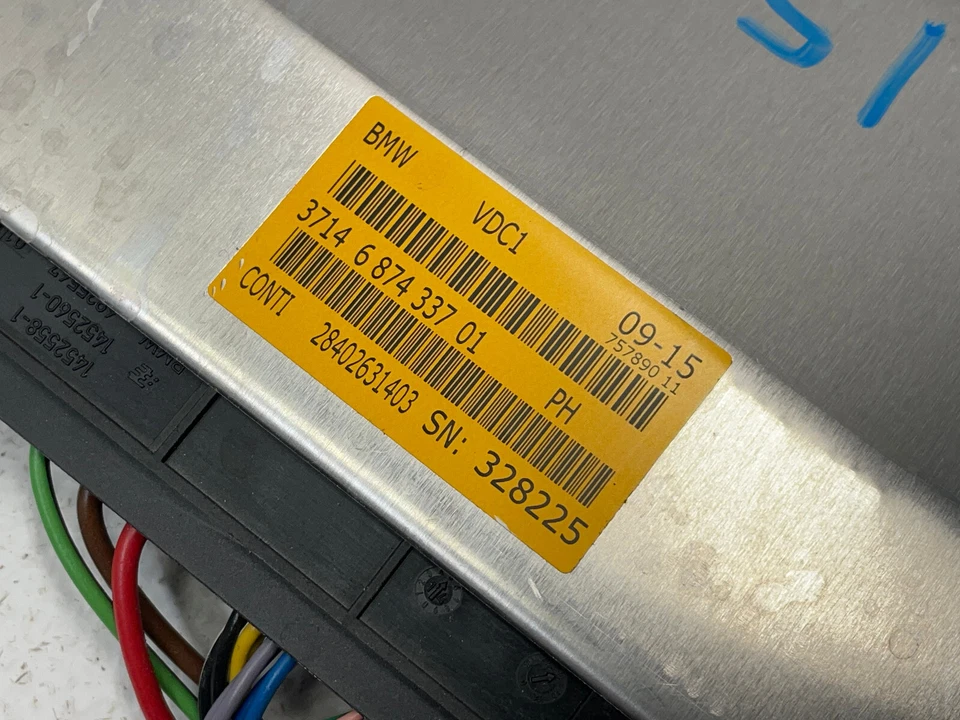 S1
BMW
VDC1
09-15
757890 11
3714 6 874 337 01
PH
CONTI
28402631403
SN: 328225
1452560-1
1452558-1